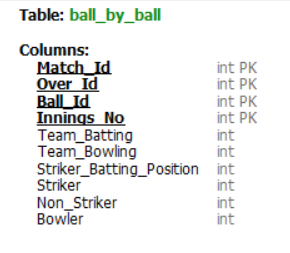 Table: ball_by_ball
Columns:
Match_Id int PK
Over_Id int PK
Ball_Id int PK
Innings_No int PK
Team_Batting int
Team_Bowling int
Striker_Batting_Position int
Striker int
Non_Striker int
Bowler int